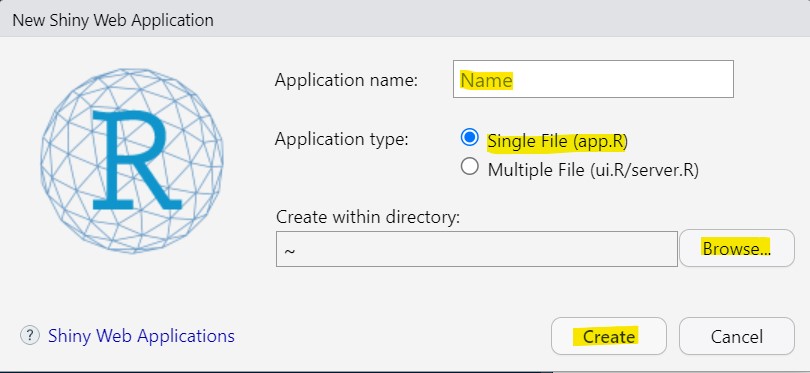 New Shiny Web Application
Application name: Name
Application type: Single File (app.R)
Multiple File (ui.R/server.R)
Create within directory:
~ Browse...
R
? Shiny Web Applications Create Cancel